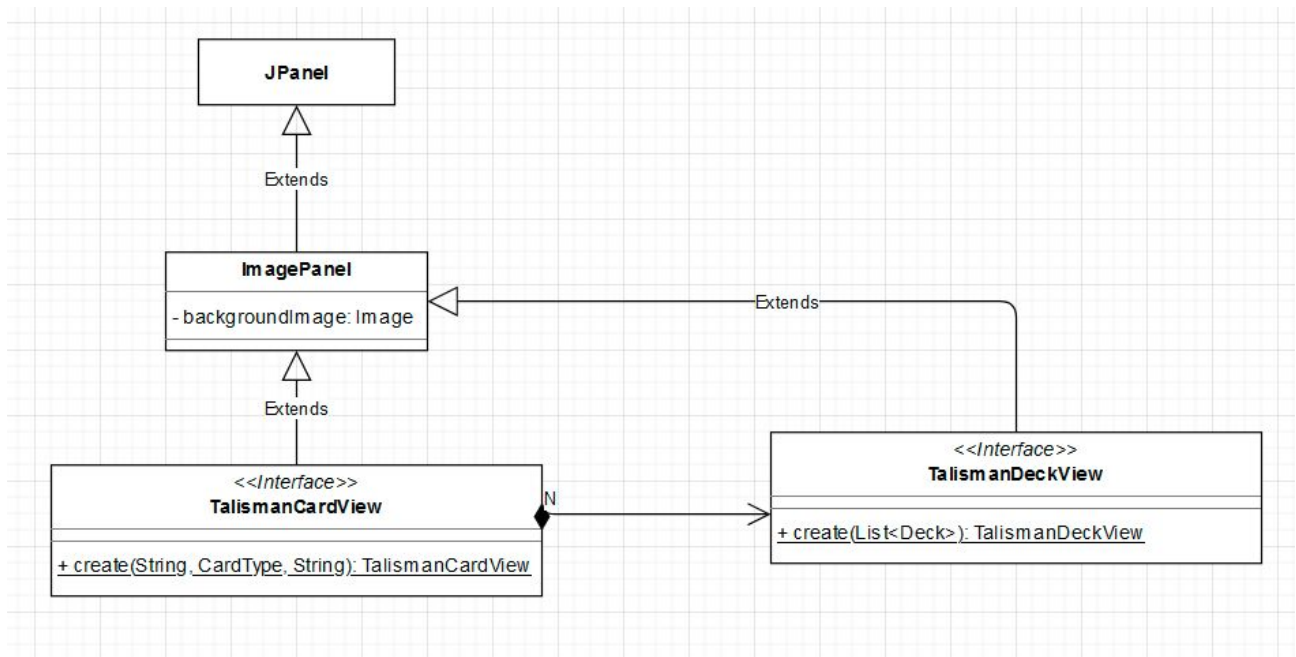 JPanel
Extends
ImagePanel
- backgroundImage: Image
Extends
Extends
<<Interface>>
TalismanCardView
+ create(String, CardType, String): TalismanCardView
N
<<Interface>>
TalismanDeckView
+ create(List<Deck>): TalismanDeckView